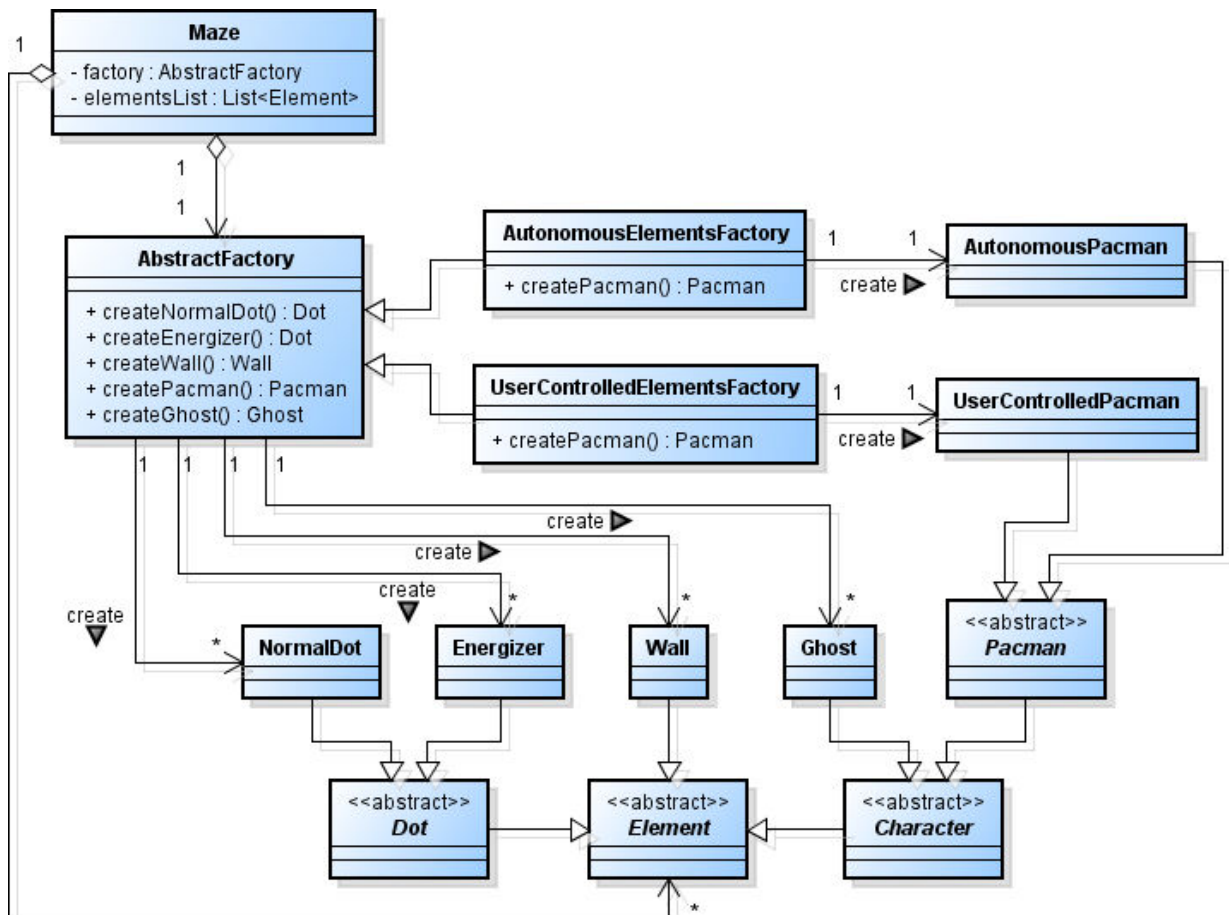 Maze
1
- factory : AbstractFactory
- elementsList : List<Element>
1
1
AbstractFactory
+ createNormalDot() : Dot
+ createEnergizer() : Dot
+ createWall() : Wall
+ createPacman() : Pacman
+ createGhost() : Ghost
AutonomousElementsFactory
+ createPacman() : Pacman
1
1
create
AutonomousPacman
UserControlledElementsFactory
+ createPacman() : Pacman
1
1
create
UserControlledPacman
1
1
1
1
create
create
create
create
*
*
*
*
NormalDot
Energizer
Wall
Ghost
<<abstract>>
Pacman
<<abstract>>
Dot
<<abstract>>
Element
<<abstract>>
Character
*